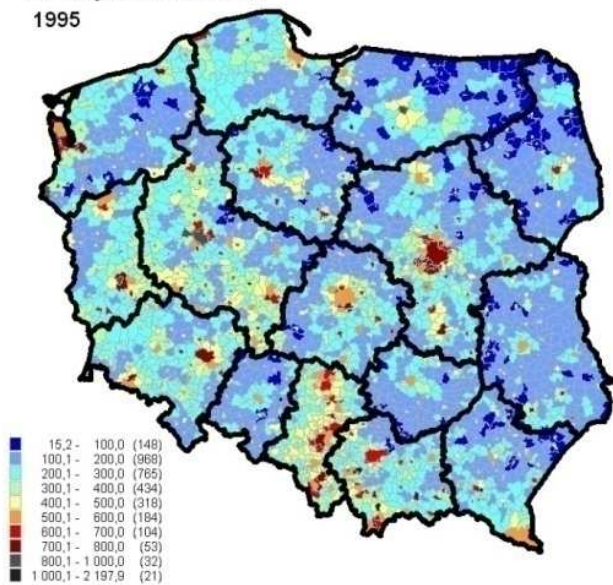 1995
15,2 - 100,0 (148)
100,1 - 200,0 (968)
200,1 - 300,0 (765)
300,1 - 400,0 (434)
400,1 - 500,0 (318)
500,1 - 600,0 (184)
600,1 - 700,0 (104)
700,1 - 800,0 (53)
800,1 - 1 000,0 (32)
1 000,1 - 2 197,9 (21)